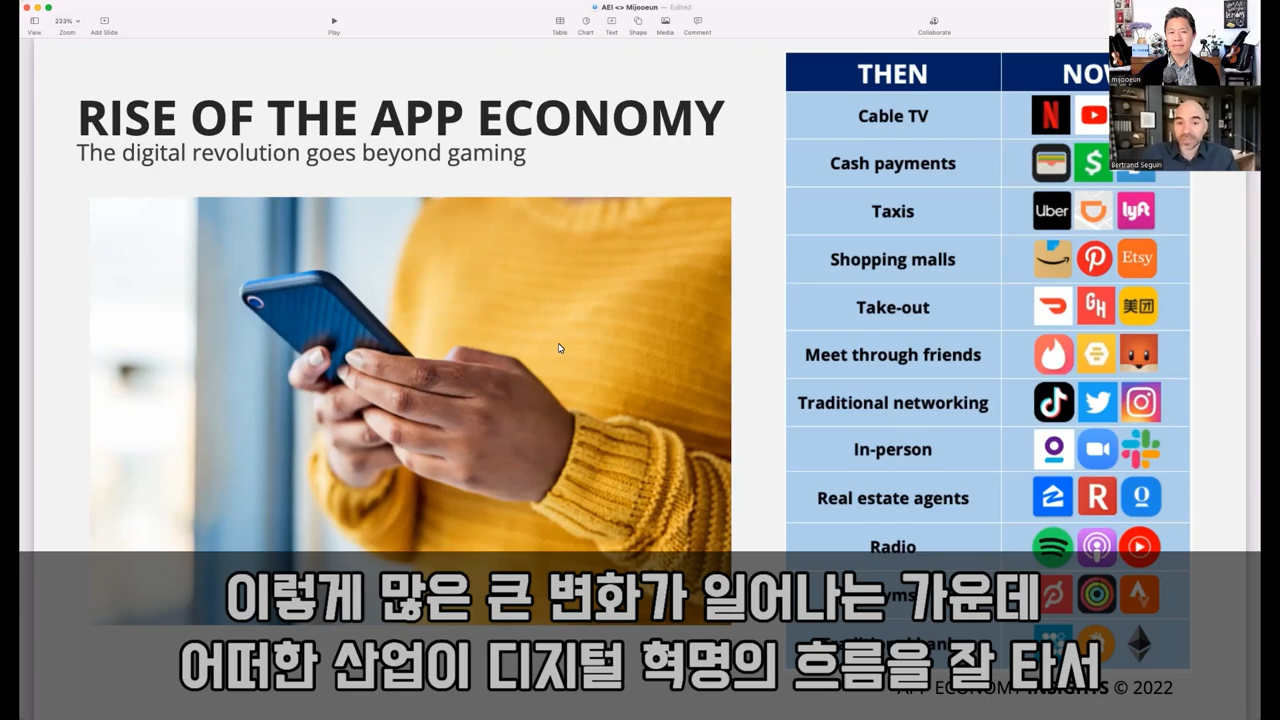 AEI <> Mijooeun — Edited
233%
View
Zoom
Add Slide
Play
Table
Chart
Text
Shape
Media
Comment
Collaborate
mijooeun
Bertrand Seguin
RISE OF THE APP ECONOMY
The digital revolution goes beyond gaming
THEN
Cable TV
N
Cash payments
$
Taxis
Uber
lyft
Shopping malls
Etsy
Take-out
GH
美团
Meet through friends
Traditional networking
In-person
Real estate agents
R
Radio
이렇게 많은 큰 변화가 일어나는 가운데
어떠한 산업이 디지털 혁명의 흐름을 잘 타서
APP ECONOMY INSIGHTS © 2022